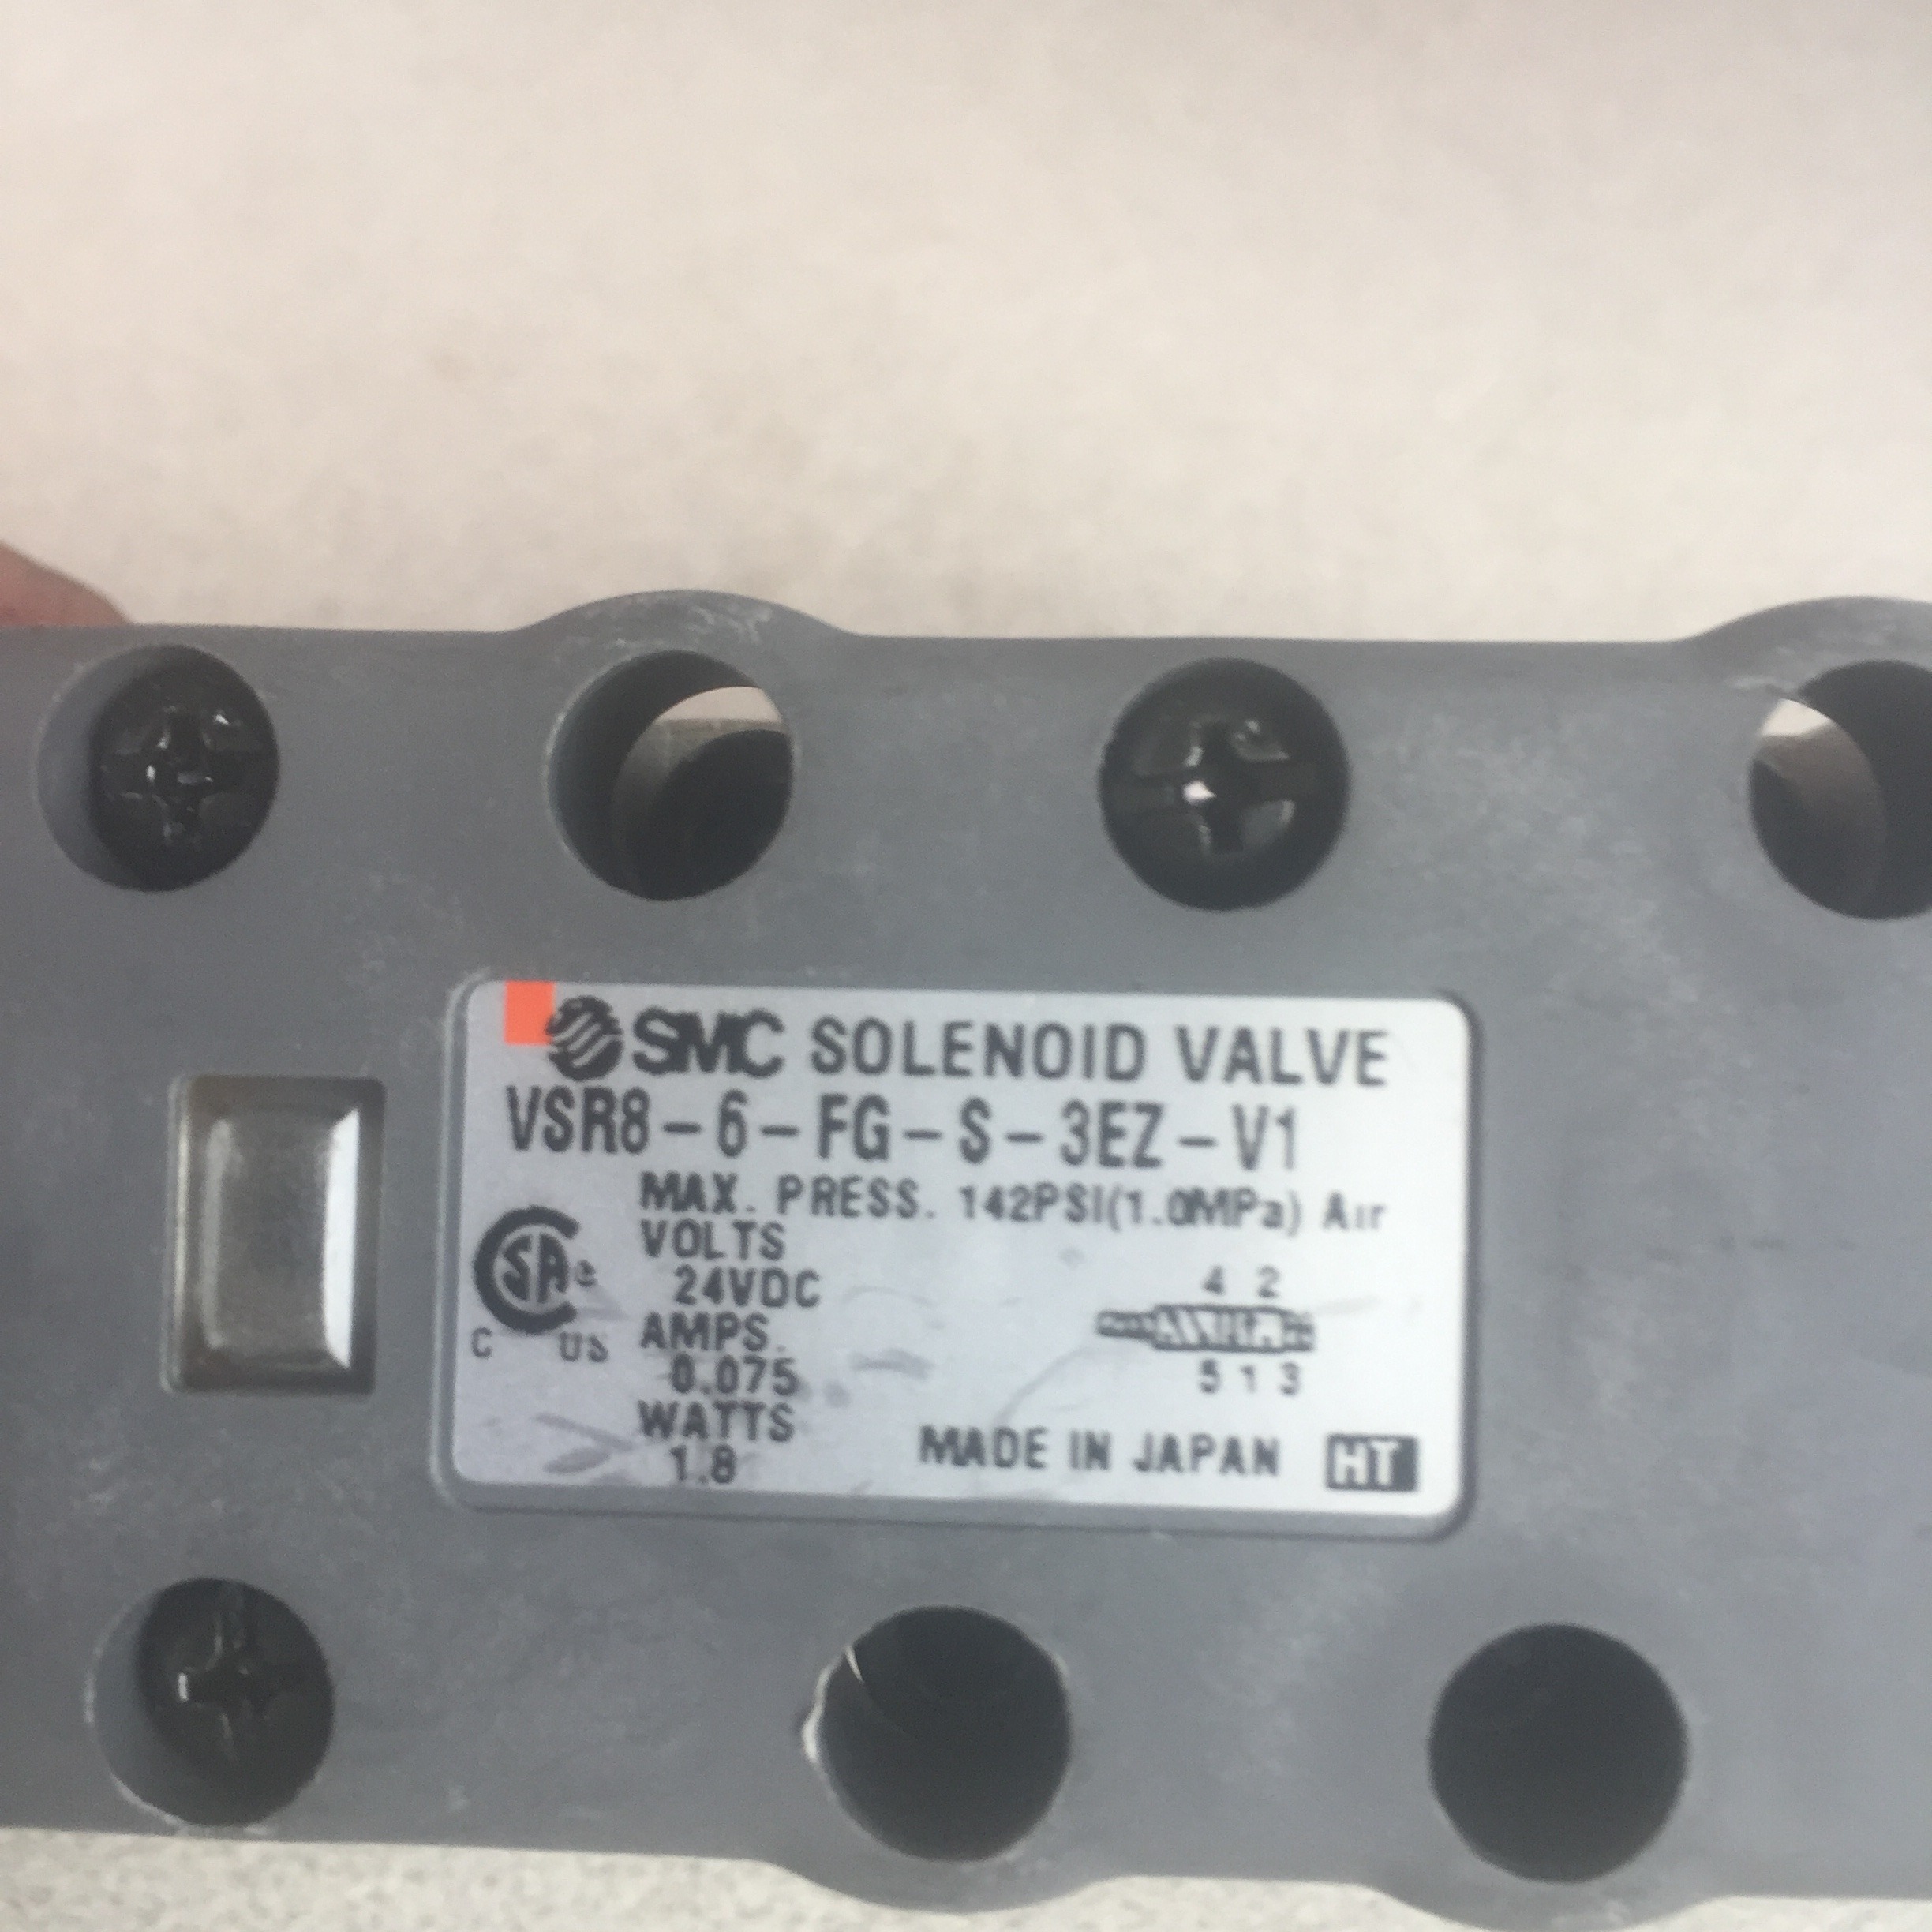 SMC SOLENOID VALVE
VSR8-6-FG-S-3EZ-V1
MAX. PRESS. 142PSI(1.0MPa) Air
VOLTS
24VDC
SA
C US
AMPS.
0.075
WATTS
1.8
4 2
5 1 3
MADE IN JAPAN HT